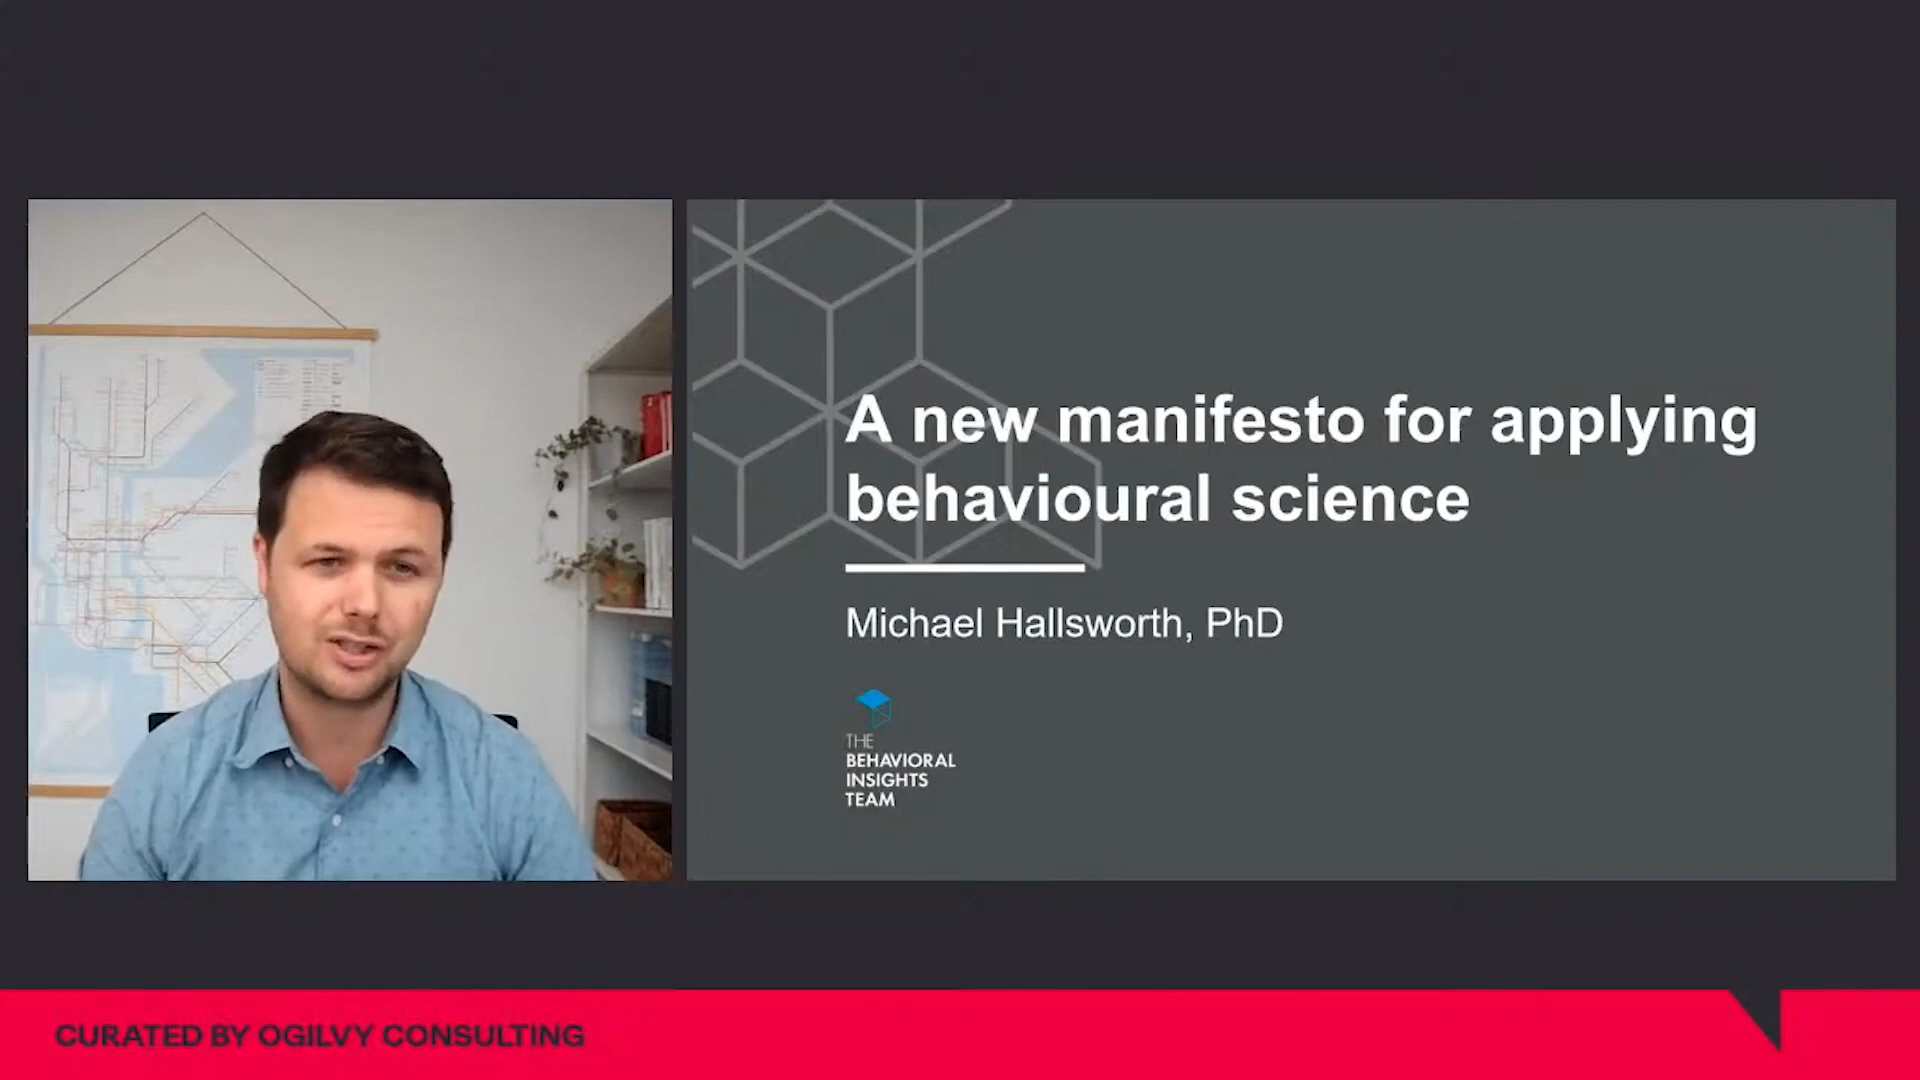 A new manifesto for applying
behavioural science
Michael Hallsworth, PhD
THE
BEHAVIORAL
INSIGHTS
TEAM
CURATED BY OGILVY CONSULTING